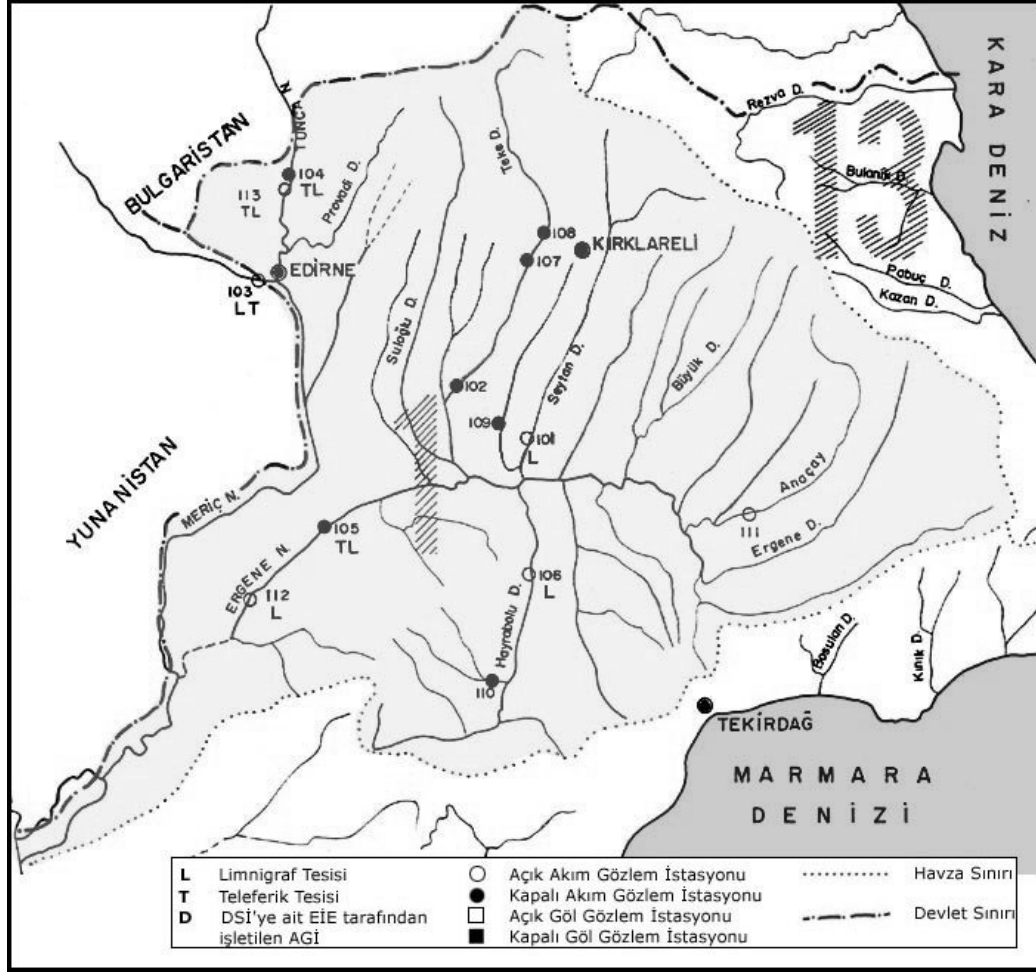 KARA DENİZ
Rezva D.
13
Bulanık D.
Pabuç D.
Kazan D.
BULGARİSTAN
TUNCA N
104
TL
113
TL
Provadi D.
Teke D.
108
KIRKLARELİ
107
EDİRNE
103
LT
Suloğlu D.
Seytan D.
Büyük D.
102
109
101
L
1
YUNANİSTAN
MERİÇ N.
105
TL
Anaçay
111
Ergene D.
ERGENE N.
112
L
106
L
Hayrabolu D.
110
Bosulan D.
Kınık D.
TEKİRDAĞ
MARMARA
DENİZİ
L Limnigraf Tesisi
T Teleferik Tesisi
D DSİ'ye ait EİE tarafından
işletilen AGİ
Açık Akım Gözlem İstasyonu
Kapalı Akım Gözlem İstasyonu
Açık Göl Gözlem İstasyonu
Kapalı Göl Gözlem İstasyonu
Havza Sınırı
Devlet Sınırı